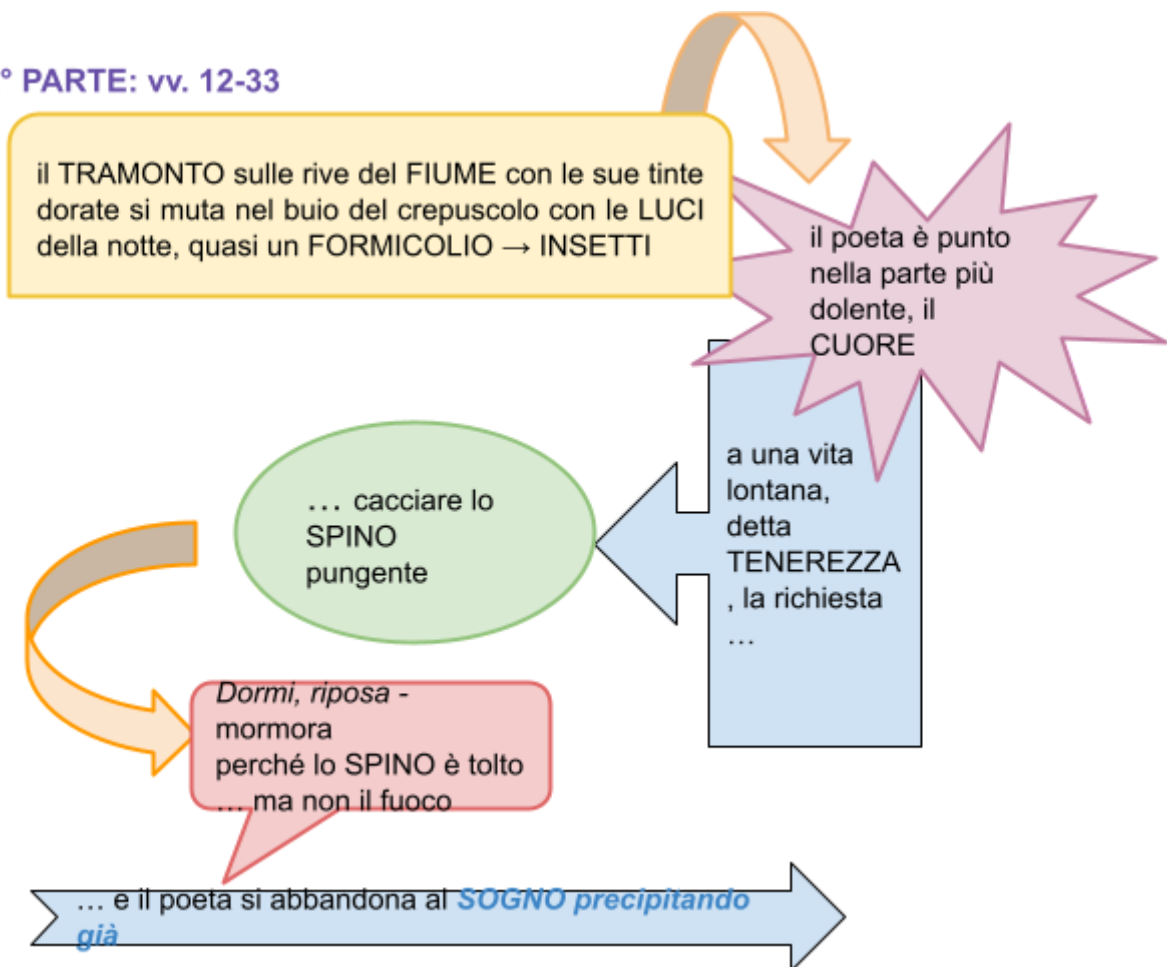 ° PARTE: vv. 12-33
il TRAMONTO sulle rive del FIUME con le sue tinte
dorate si muta nel buio del crepuscolo con le LUCI
della notte, quasi un FORMICOLIO → INSETTI
il poeta è punto
nella parte più
dolente, il
CUORE
a una vita
lontana,
detta
TENEREZZA
, la richiesta
…
… cacciare lo
SPINO
pungente
Dormi, riposa -
mormora
perché lo SPINO è tolto
… ma non il fuoco
… e il poeta si abbandona al SOGNO precipitando
già